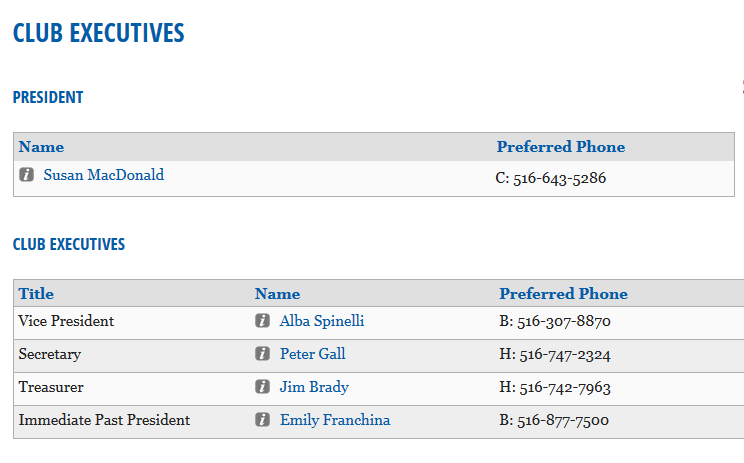 CLUB EXECUTIVES
PRESIDENT
Name Preferred Phone
Susan MacDonald C: 516-643-5286
CLUB EXECUTIVES
Title Name Preferred Phone
Vice President Alba Spinelli B: 516-307-8870
Secretary Peter Gall H: 516-747-2324
Treasurer Jim Brady H: 516-742-7963
Immediate Past President Emily Franchina B: 516-877-7500